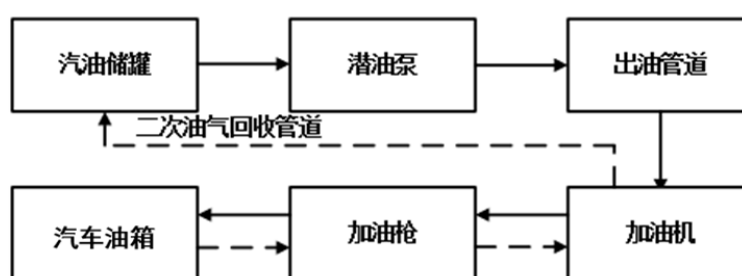 汽油储罐
潜油泵
出油管道
二次油气回收管道
汽车油箱
加油枪
加油机